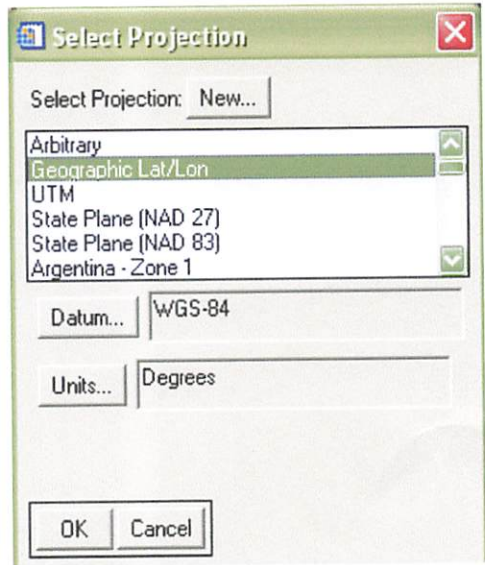 Select Projection
Select Projection: New...
Arbitrary
Geographic Lat/Lon
UTM
State Plane (NAD 27)
State Plane (NAD 83)
Argentina - Zone 1
Datum... WGS-84
Units... Degrees
OK Cancel